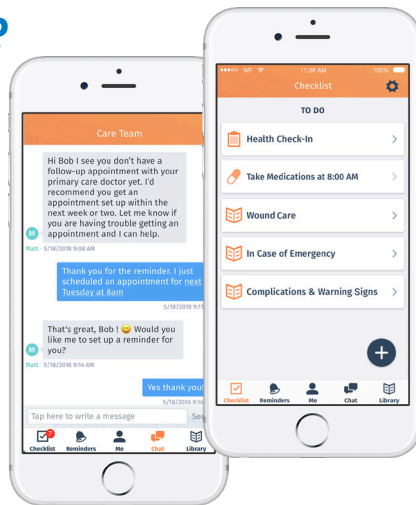 ?
Care Team
Hi Bob I see you don't have a
follow-up appointment with your
primary care doctor yet. I'd
recommend you get an
appointment set up within the
next week or two. Let me know if
you are having trouble getting an
appointment and I can help.
M
Matt - 5/18/2018 9:08 AM
Thank you for the reminder. I just
scheduled an appointment for next
Tuesday at 8am
5/18/2018 9:11
That's great, Bob ! 😀 Would you
like me to set up a reminder for
you?
M
Matt - 5/18/2018 9:14 AM
Yes thank you!
5/18/2018 9:14
Tap here to write a message
7
Checklist Reminders Me Chat Library
WF 11:38 AM 100%
Checklist
TO DO
Health Check-In
Take Medications at 8:00 AM
Wound Care
In Case of Emergency
Complications & Warning Signs
+
Checklist Reminders Me Chat Library